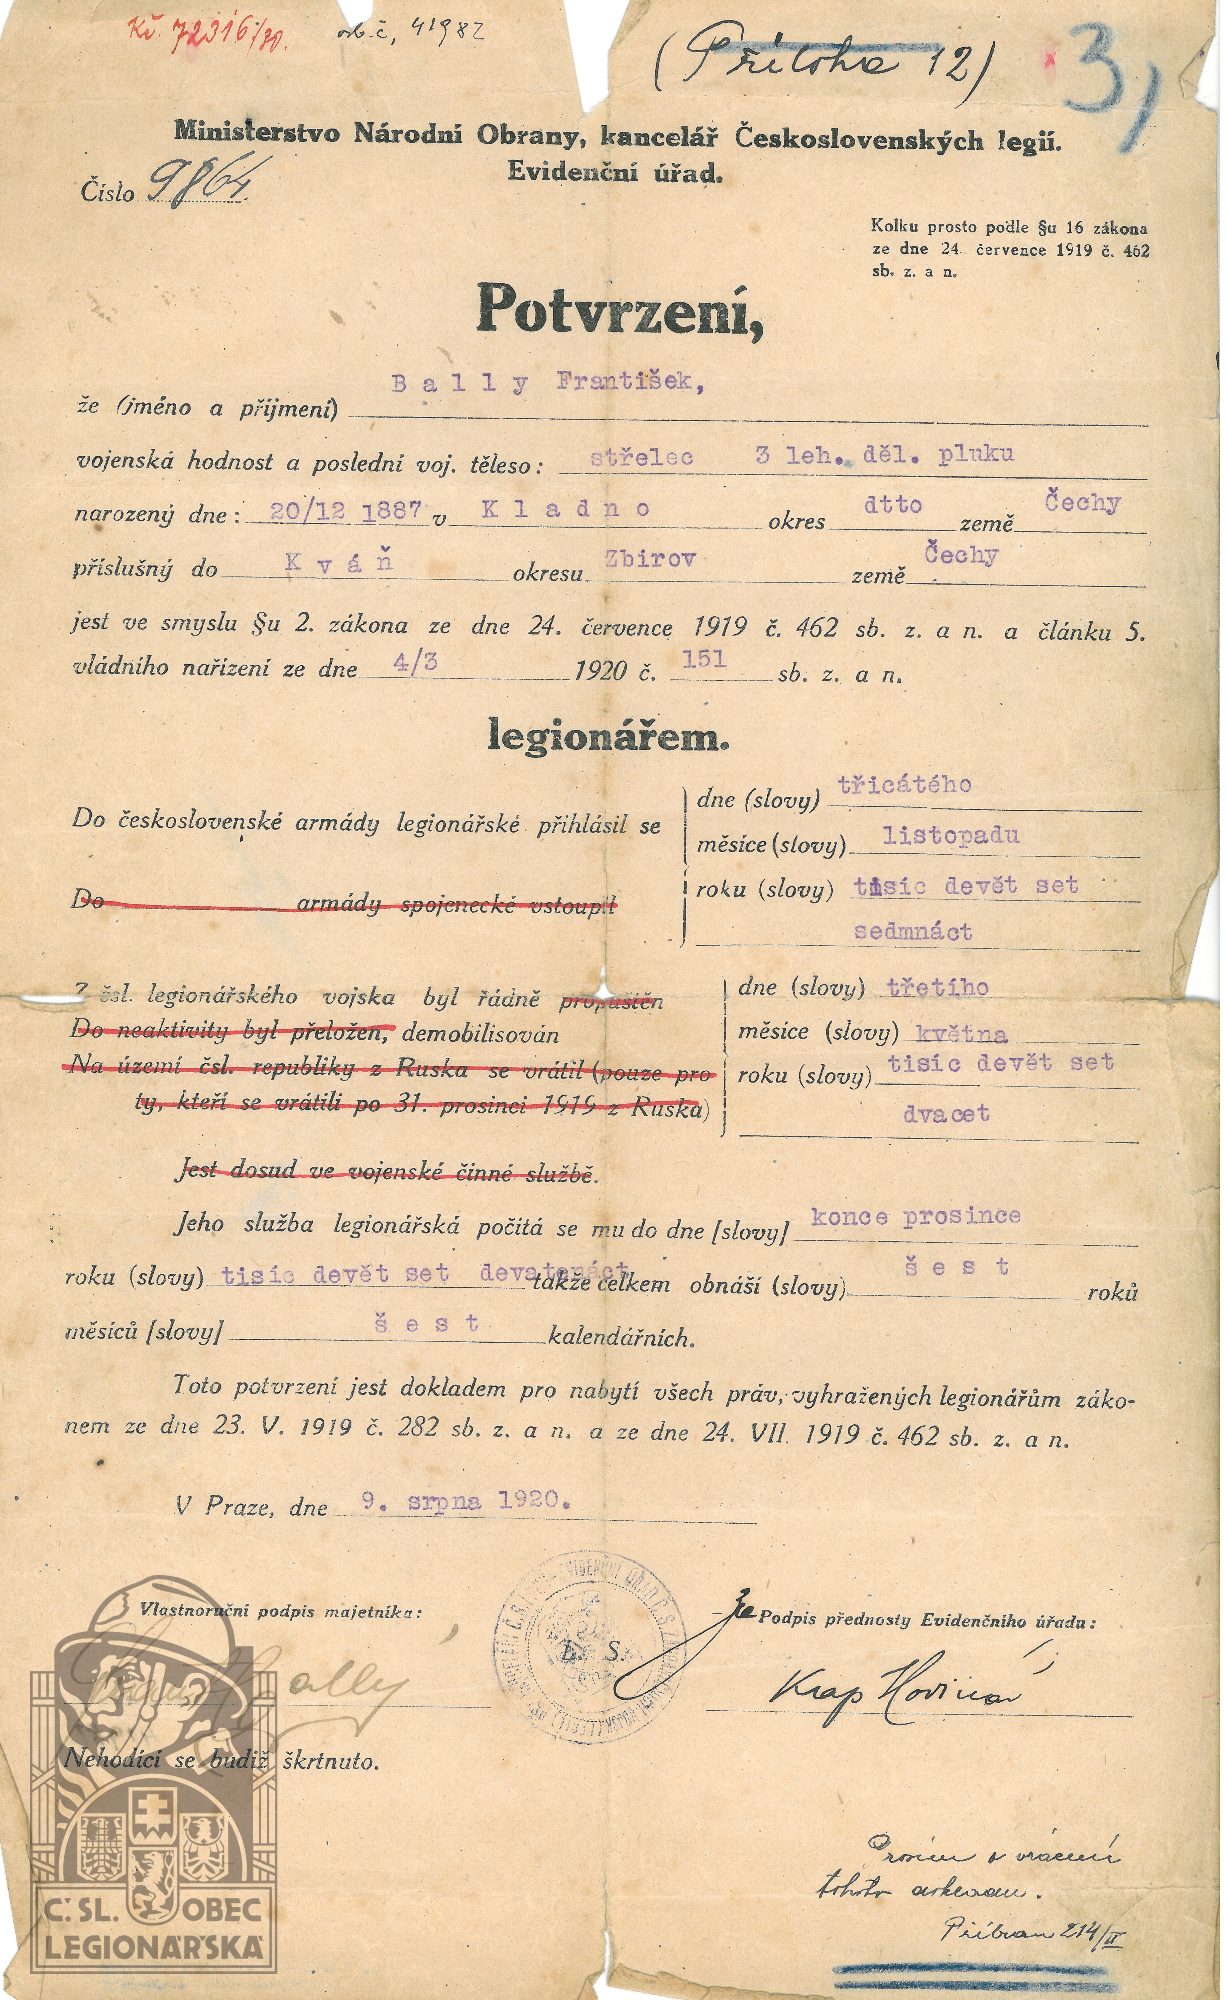 Kř. 72316/30. osb. č, 41982
(Příloha 12) 3)
Ministerstvo Národní Obrany, kancelář Československých legií.
Evidenční úřad.
Číslo 9864.
Kolku prosto podle §u 16 zákona
ze dne 24. července 1919 č. 462
sb. z. a n.
Potvrzení,
že (jméno a příjmení) Bally František,
vojenská hodnost a poslední voj. těleso: střelec 3 leh. děl. pluku
narozený dne: 20/12 1887 v Kladno okres dtto země Čechy
příslušný do Kváň okresu Zbirov země Čechy
jest ve smyslu §u 2. zákona ze dne 24. července 1919 č. 462 sb. z. a n. a článku 5.
vládního nařízení ze dne 4/3 1920 č. 151 sb. z. a n.
legionářem.
Do československé armády legionářské přihlásil se
Do armády spojenecké vstoupil
dne (slovy) třicátého
měsíce (slovy) listopadu
roku (slovy) tisíc devět set
sedmnáct
Z čsl. legionářského vojska byl řádně propuštěn
Do neaktivity byl přeložen, demobilisován
Na území čsl. republiky z Ruska se vrátil (pouze pro
ty, kteří se vrátili po 31. prosinci 1919 z Ruska)
dne (slovy) třetího
měsíce (slovy) května
roku (slovy) tisíc devět set
dvacet
Jest dosud ve vojenské činné službě.
Jeho služba legionářská počítá se mu do dne [slovy] konce prosince
roku (slovy) tisíc devět set devatenáct takže celkem obnáší (slovy) šest roků
měsíců [slovy] šest kalendářních.
Toto potvrzení jest dokladem pro nabytí všech práv, vyhražených legionářům záko-
nem ze dne 23. V. 1919 č. 282 sb. z. a n. a ze dne 24. VII. 1919 č. 462 sb. z. a n.
V Praze, dne 9. srpna 1920.
Vlastnoruční podpis majetníka:
L. S.
Za Podpis přednosty Evidenčního úřadu:
Bally
Kap
Nehodící se budiž škrtnuto.
Prosím o vrácení
tohoto dokladu.
Příbram 214/II
Č. SL. OBEC
LEGIONÁŘSKÁ